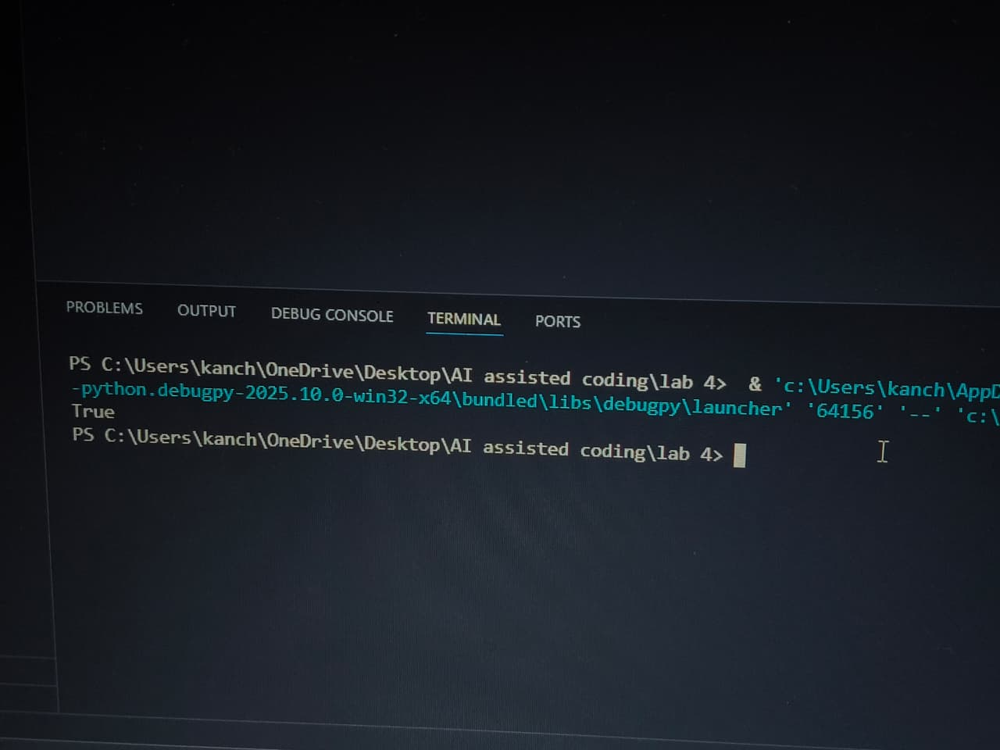 PROBLEMS OUTPUT DEBUG CONSOLE TERMINAL PORTS
PS C:\Users\kanch\OneDrive\Desktop\AI assisted coding\lab 4> & 'c:\Users\kanch\AppD
-python.debugpy-2025.10.0-win32-x64\bundled\libs\debugpy\launcher' '64156' '--' 'c:\
True
PS C:\Users\kanch\OneDrive\Desktop\AI assisted coding\lab 4>